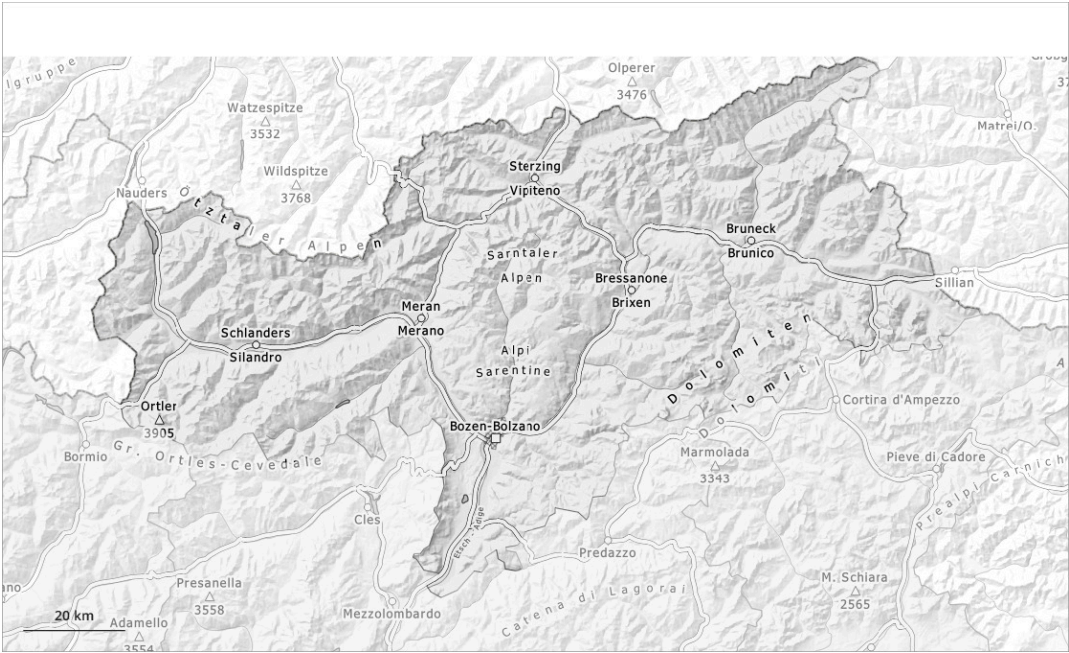 lgruppe
Olperer
3476
Watzespitze
3532
Matrei/O.
Wildspitze
3768
Sterzing
Vipiteno
Nauders
Ötztaler Alpen
Bruneck
Brunico
Sarntaler
Alpen
Bressanone
Brixen
Sillian
Meran
Merano
Schlanders
Silandro
Alpi
Sarentine
Dolomiten
Dolomiti
Ortler
3905
Cortina d'Ampezzo
Bozen-Bolzano
Gr. Ortles-Cevedale
Bormio
Marmolada
3343
Pieve di Cadore
Prealpi Carnich
Cles
Etsch - Adige
Predazzo
ano
Presanella
3558
M. Schiara
2565
Catena di Lagorai
Mezzolombardo
20 km
Adamello
3554